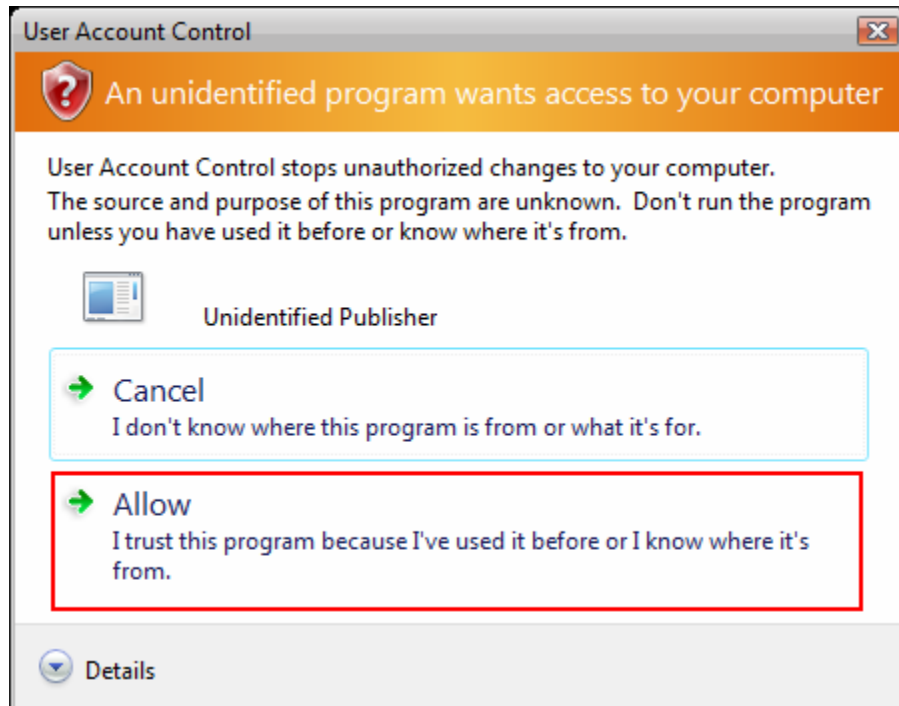 User Account Control
An unidentified program wants access to your computer
User Account Control stops unauthorized changes to your computer.
The source and purpose of this program are unknown.  Don't run the program
unless you have used it before or know where it's from.
Unidentified Publisher
Cancel
I don't know where this program is from or what it's for.
Allow
I trust this program because I've used it before or I know where it's
from.
Details